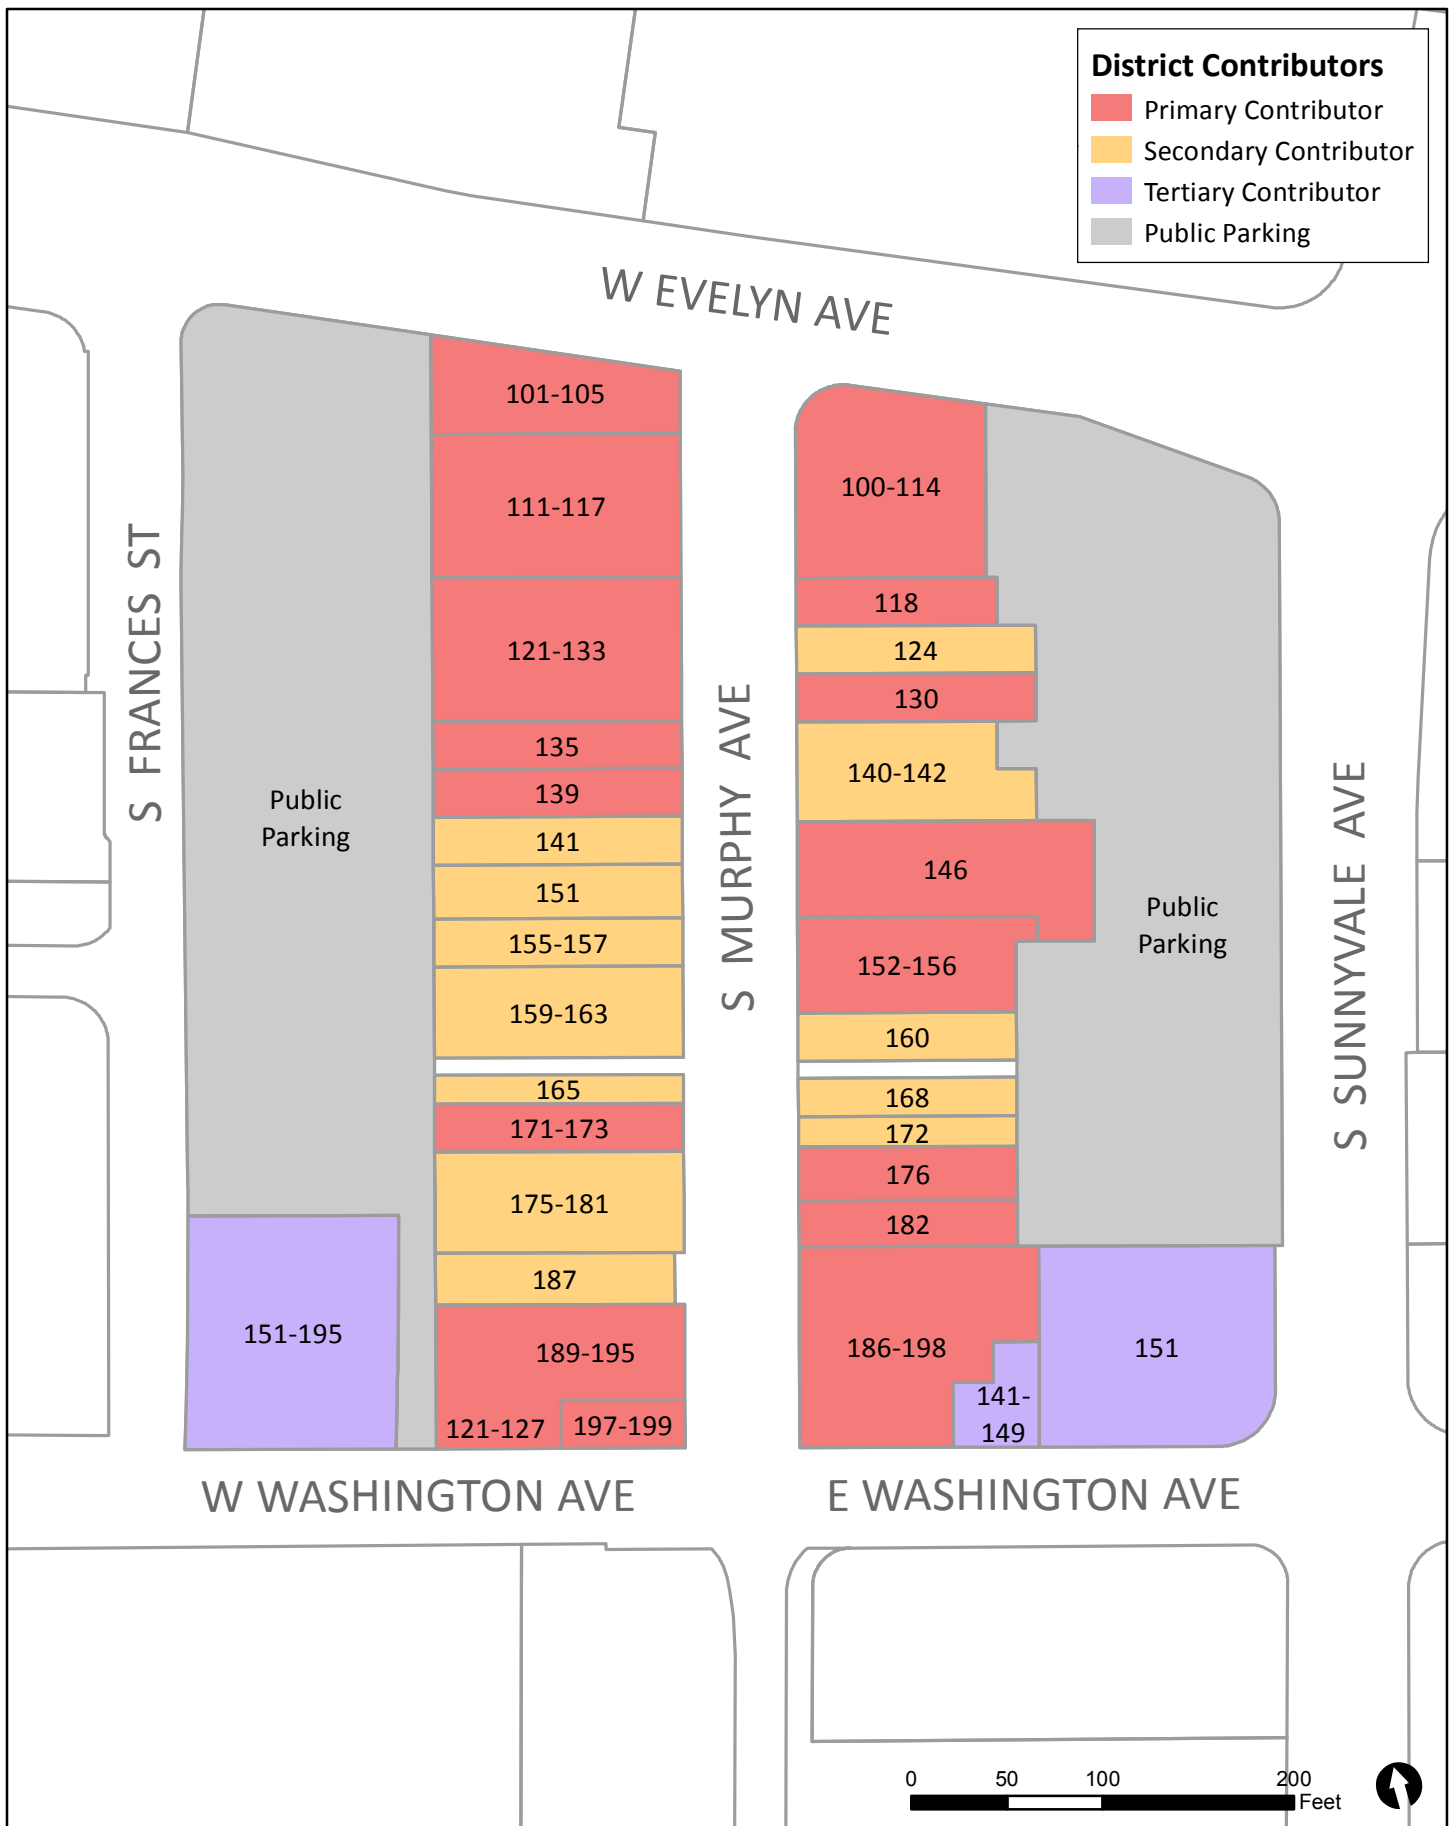 District Contributors
Primary Contributor
Secondary Contributor
Tertiary Contributor
Public Parking
W EVELYN AVE
S FRANCES ST
S MURPHY AVE
S SUNNYVALE AVE
Public
Parking
101-105
111-117
121-133
135
139
141
151
155-157
159-163
165
171-173
175-181
187
189-195
121-127
197-199
151-195
100-114
118
124
130
140-142
146
152-156
160
168
172
176
182
186-198
141-
149
151
Public
Parking
W WASHINGTON AVE
E WASHINGTON AVE
0 50 100 200
Feet